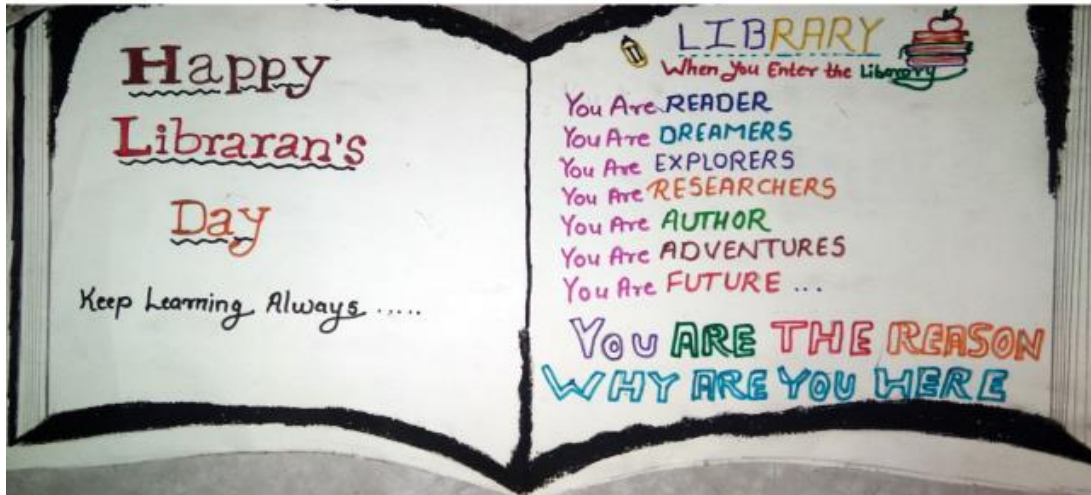 Happy
Libraran's
Day
Keep Learning Always .....
LIBRARY
When You Enter the Library
You Are READER
You Are DREAMERS
You Are EXPLORERS
You Are RESEARCHERS
You Are AUTHOR
You Are ADVENTURES
You Are FUTURE ...
YOU ARE THE REASON
WHY ARE YOU HERE